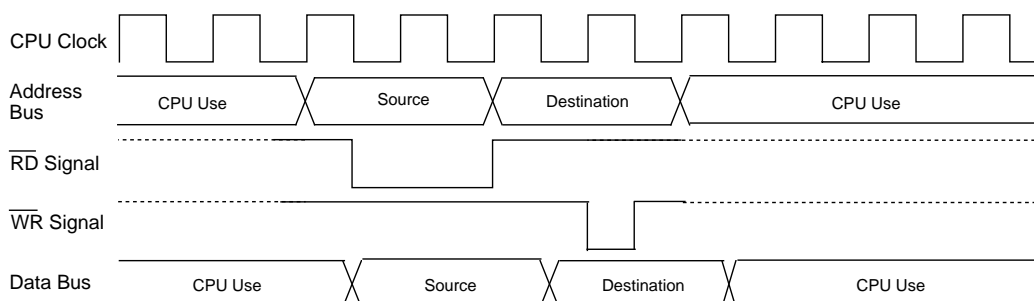 CPU Clock
Address
Bus
CPU Use
Source
Destination
CPU Use
RD Signal
WR Signal
Data Bus
CPU Use
Source
Destination
CPU Use